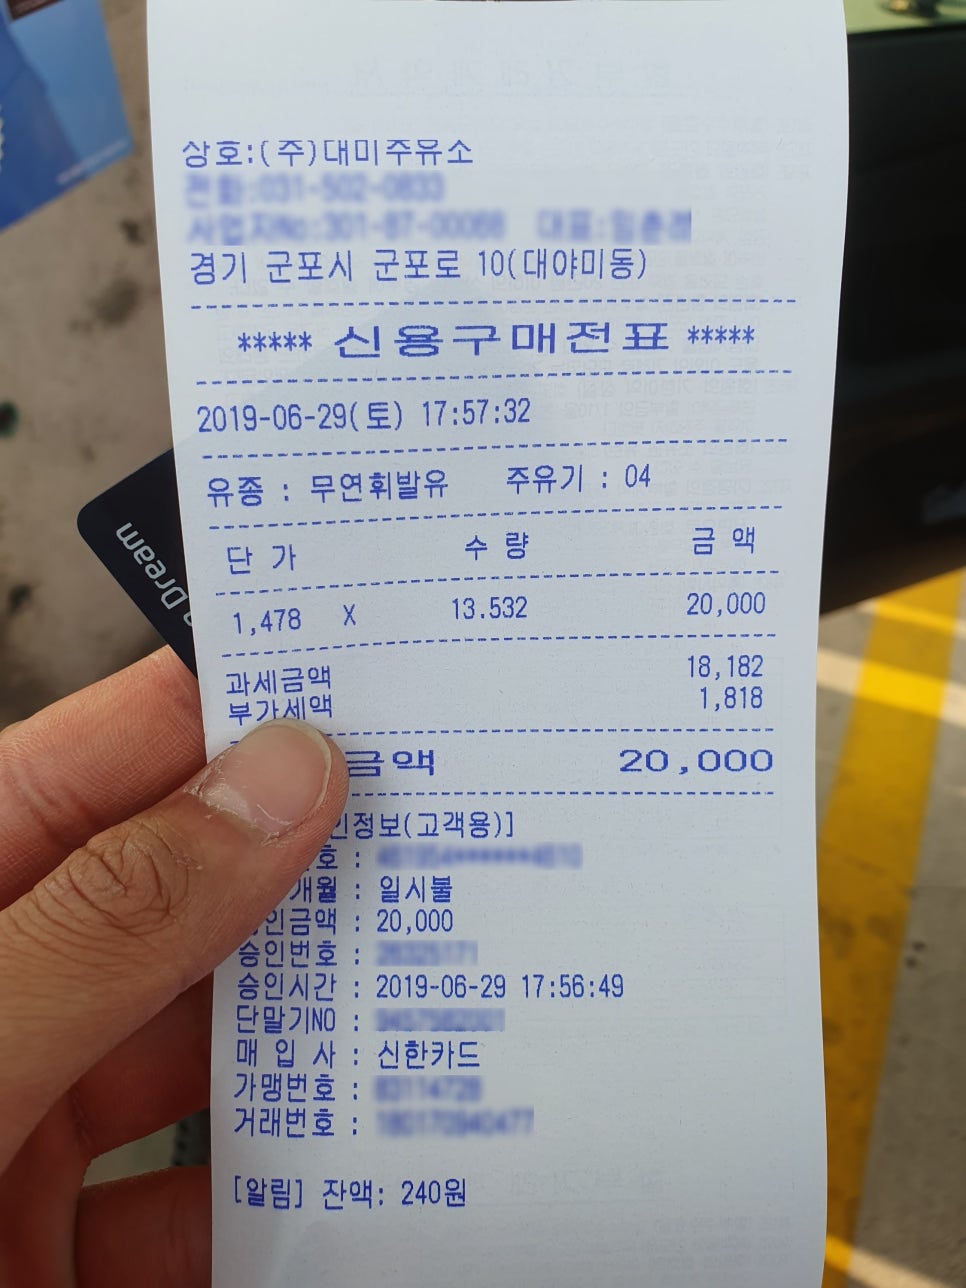 상호:(주)대미주유소
경기 군포시 군포로 10(대야미동)
***** 신용구매전표 *****
2019-06-29(토) 17:57:32
유종 : 무연휘발유 주유기 : 04
단 가 수 량 금 액
1,478 X 13.532 20,000
과세금액 18,182
부가세액 1,818
금액 20,000
인정보(고객용)]
호 :
개월 : 일시불
인금액 : 20,000
승인번호 :
승인시간 : 2019-06-29 17:56:49
단말기NO :
매 입 사 : 신한카드
가맹번호 :
거래번호 :
[알림] 잔액: 240원
Dream